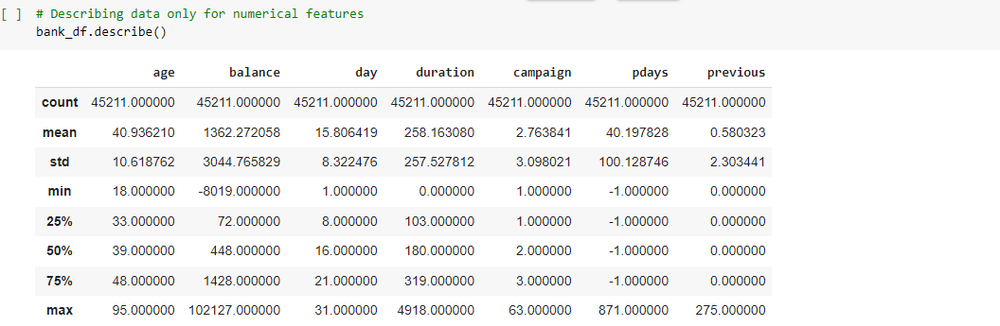 [ ] # Describing data only for numerical features
bank_df.describe()
age balance day duration campaign pdays previous
count 45211.000000 45211.000000 45211.000000 45211.000000 45211.000000 45211.000000 45211.000000
mean 40.936210 1362.272058 15.806419 258.163080 2.763841 40.197828 0.580323
std 10.618762 3044.765829 8.322476 257.527812 3.098021 100.128746 2.303441
min 18.000000 -8019.000000 1.000000 0.000000 1.000000 -1.000000 0.000000
25% 33.000000 72.000000 8.000000 103.000000 1.000000 -1.000000 0.000000
50% 39.000000 448.000000 16.000000 180.000000 2.000000 -1.000000 0.000000
75% 48.000000 1428.000000 21.000000 319.000000 3.000000 -1.000000 0.000000
max 95.000000 102127.000000 31.000000 4918.000000 63.000000 871.000000 275.000000